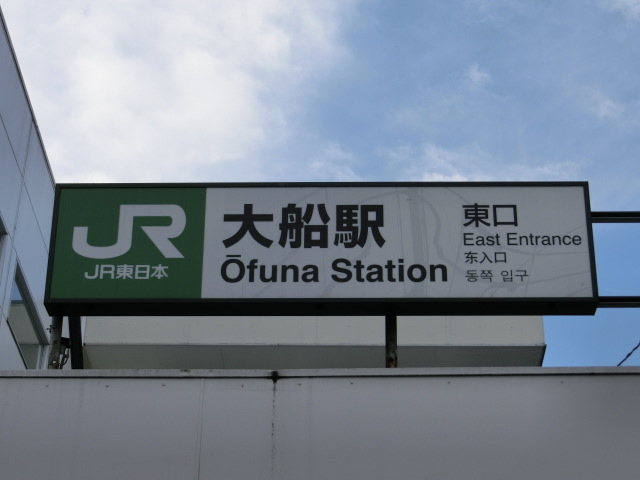 JR
JR東日本
大船駅
Ōfuna Station
東口
East Entrance
东入口
동쪽 입구